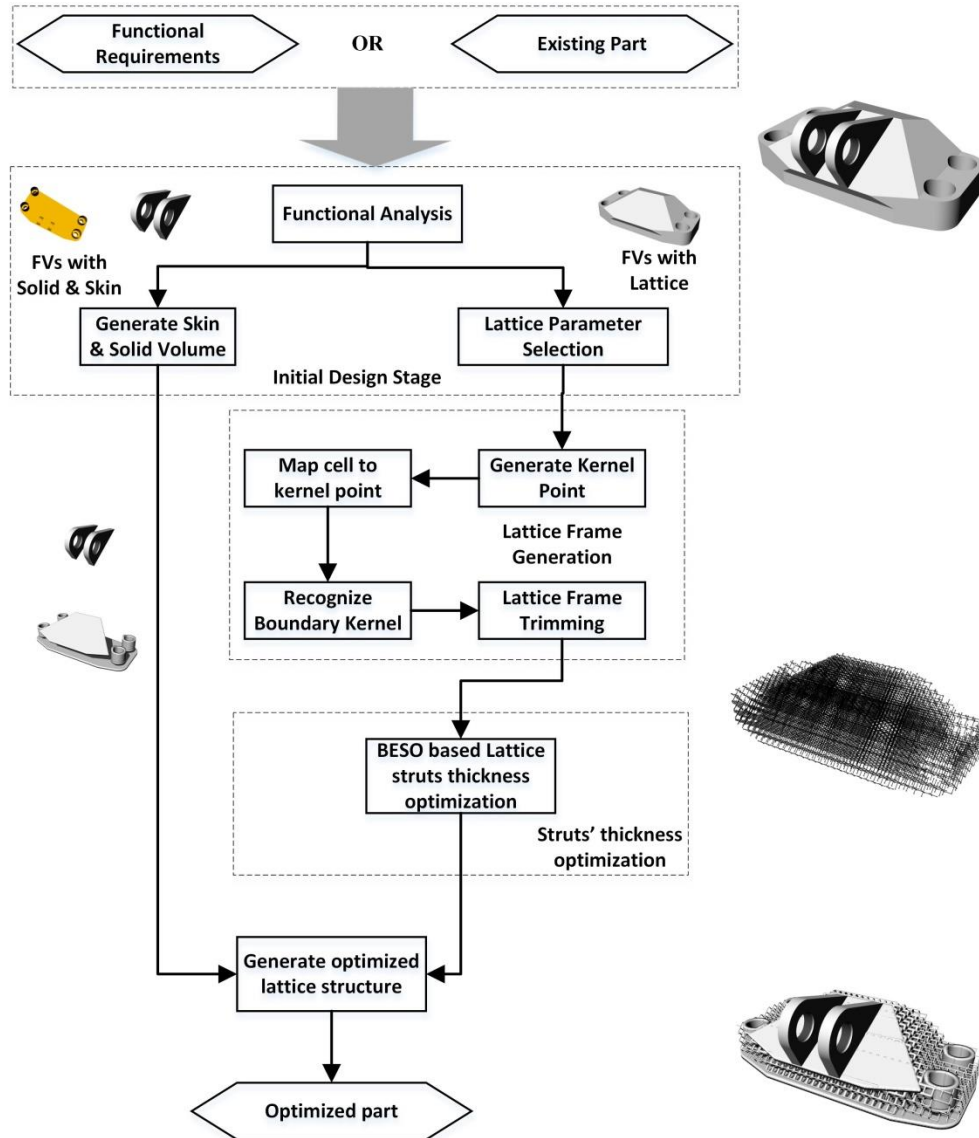 Functional
Requirements
OR
Existing Part
Functional Analysis
FVs with
Solid & Skin
FVs with
Lattice
Generate Skin
& Solid Volume
Lattice Parameter
Selection
Initial Design Stage
Map cell to
kernel point
Generate Kernel
Point
Lattice Frame
Generation
Recognize
Boundary Kernel
Lattice Frame
Trimming
BESO based Lattice
struts thickness
optimization
Struts' thickness
optimization
Generate optimized
lattice structure
Optimized part